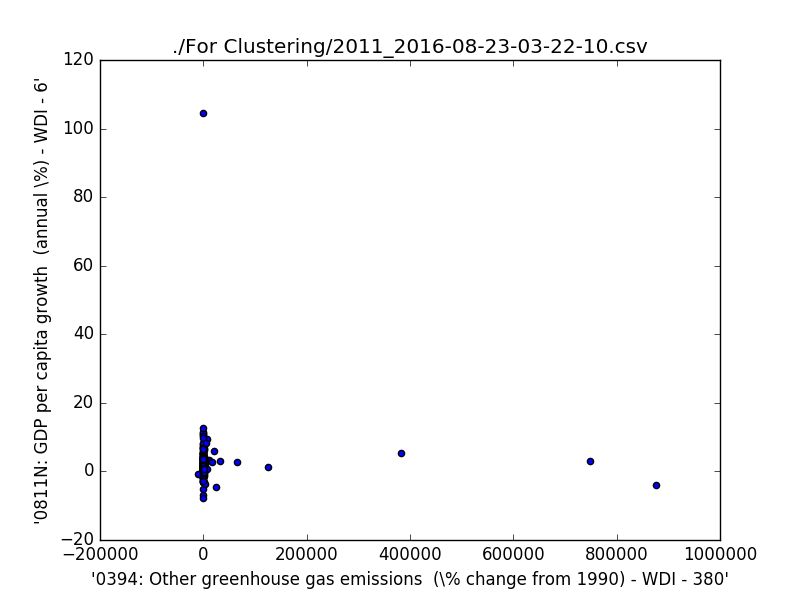 ./For Clustering/2011_2016-08-23-03-22-10.csv
120
100
80
60
40
20
0
−20
'0811N: GDP per capita growth  (annual \%) - WDI - 6'
−200000 0 200000 400000 600000 800000 1000000
'0394: Other greenhouse gas emissions  (\% change from 1990) - WDI - 380'